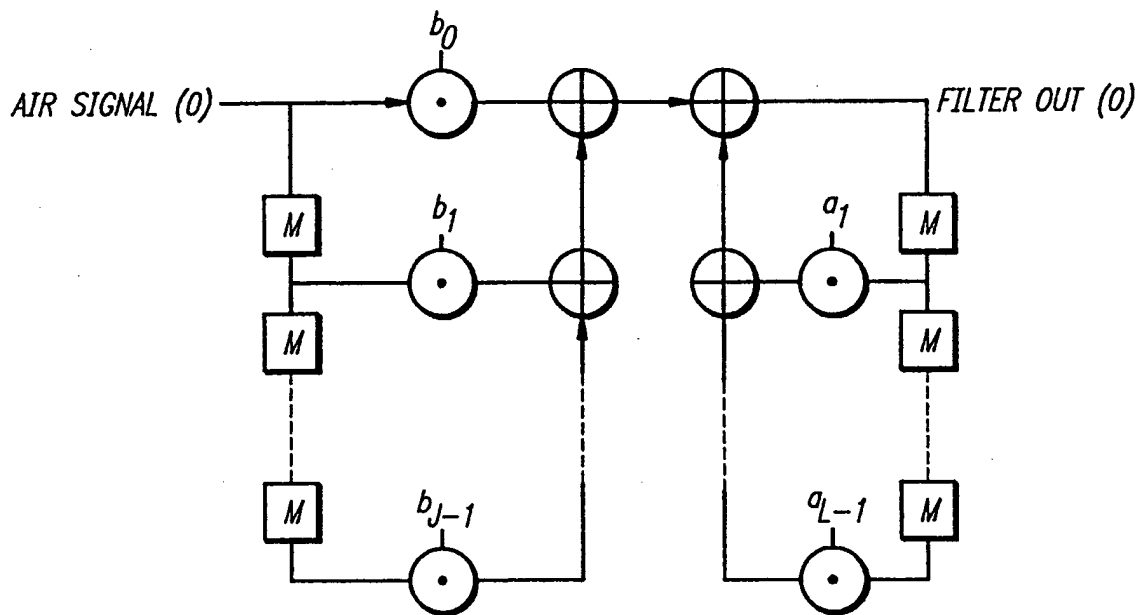 b0
AIR SIGNAL (0)
FILTER OUT (0)
M
b1
a1
M
M
M
M
bJ-1
aL-1
M